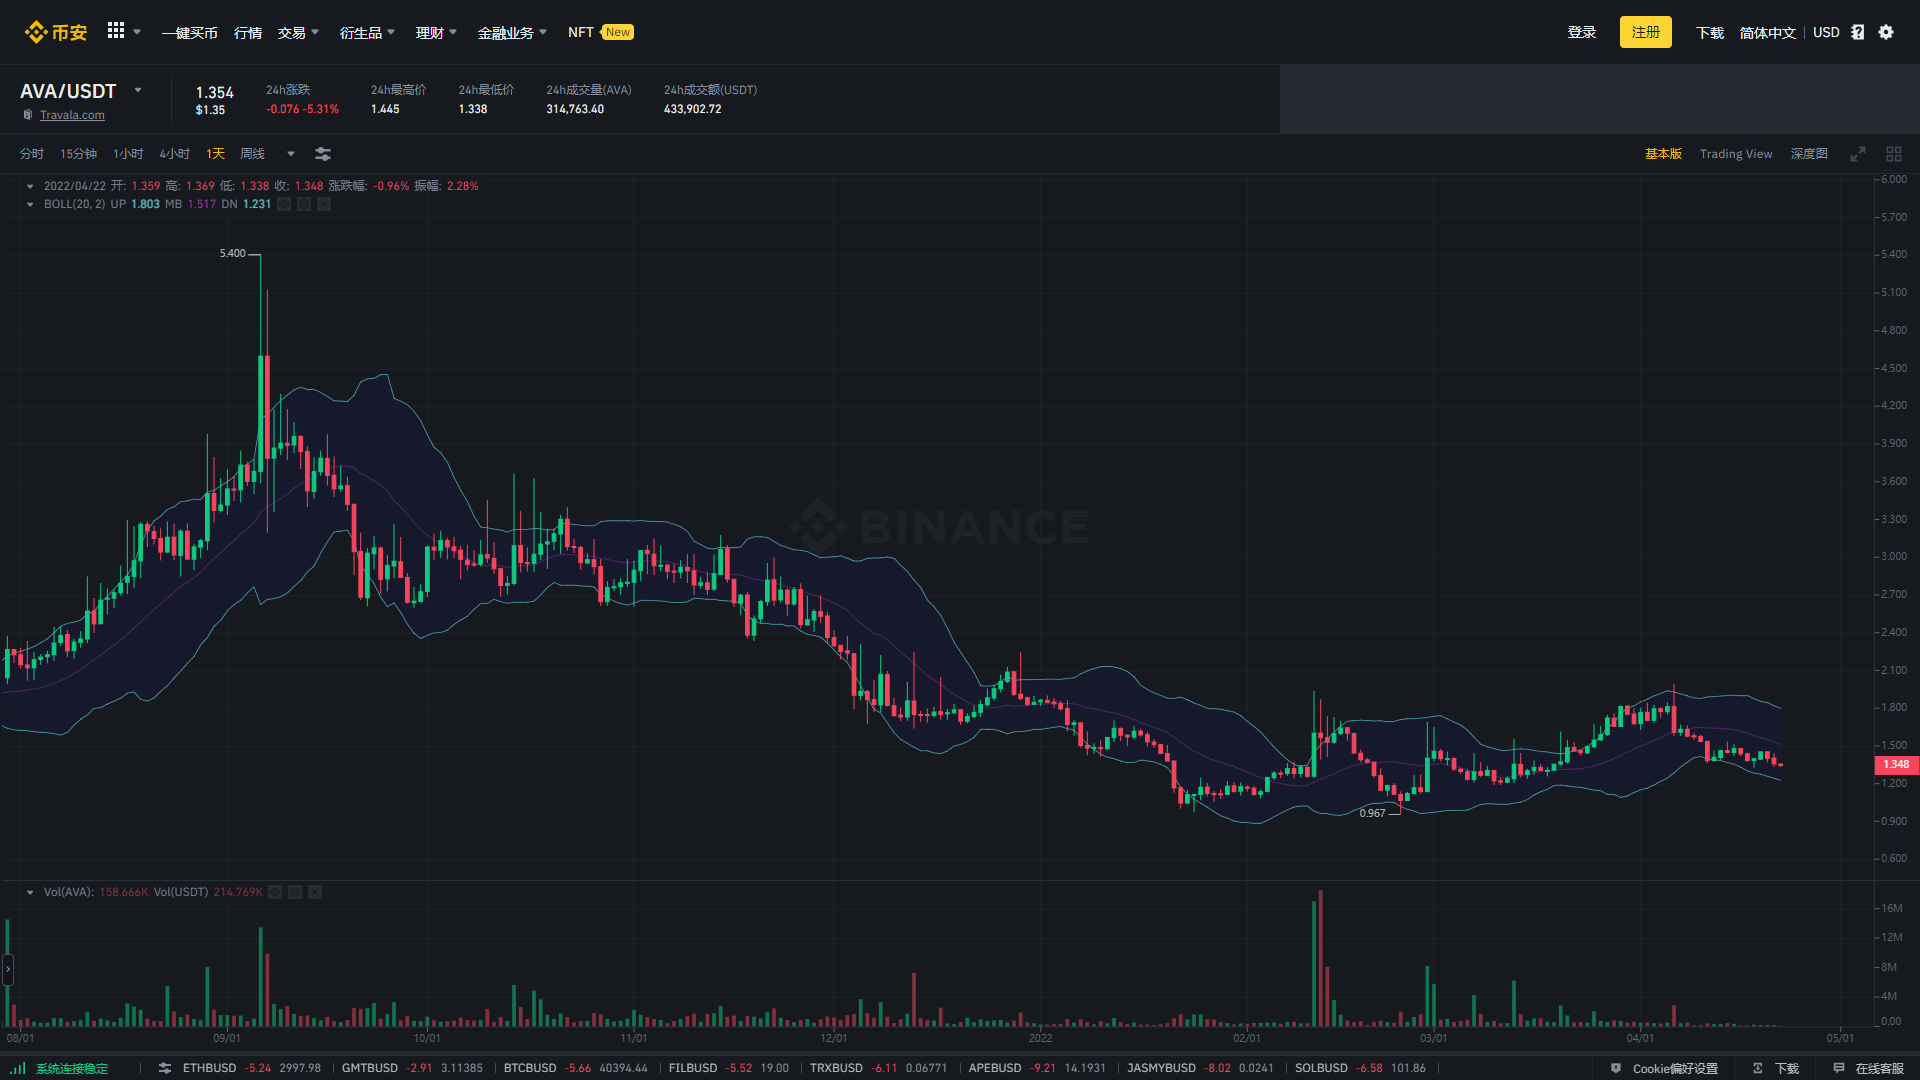 币安 一键买币 行情 交易 衍生品 理财 金融业务 NFT New 登录 注册 下载 简体中文 USD
AVA/USDT
Travala.com
1.354
$1.35
24h涨跌
-0.076 -5.31%
24h最高价
1.445
24h最低价
1.338
24h成交量(AVA)
314,763.40
24h成交额(USDT)
433,902.72
分时 15分钟 1小时 4小时 1天 周线 基本版 Trading View 深度图
2022/04/22 开: 1.359 高: 1.369 低: 1.338 收: 1.348 涨跌幅: -0.96% 振幅: 2.28%
BOLL(20, 2) UP 1.803 MB 1.517 DN 1.231
5.400
0.967
BINANCE
6.000
5.700
5.400
5.100
4.800
4.500
4.200
3.900
3.600
3.300
3.000
2.700
2.400
2.100
1.800
1.500
1.348
1.200
0.900
0.600
Vol(AVA): 158.666K Vol(USDT) 214.769K
16M
12M
8M
4M
0.00
08/01 09/01 10/01 11/01 12/01 2022 02/01 03/01 04/01 05/01
系统连接稳定 ETHBUSD -5.24 2997.98 GMTBUSD -2.91 3.11385 BTCBUSD -5.66 40394.44 FILBUSD -5.52 19.00 TRXBUSD -6.11 0.06771 APEBUSD -9.21 14.1931 JASMYBUSD -8.02 0.0241 SOLBUSD -6.58 101.86 Cookie偏好设置 下载 在线客服